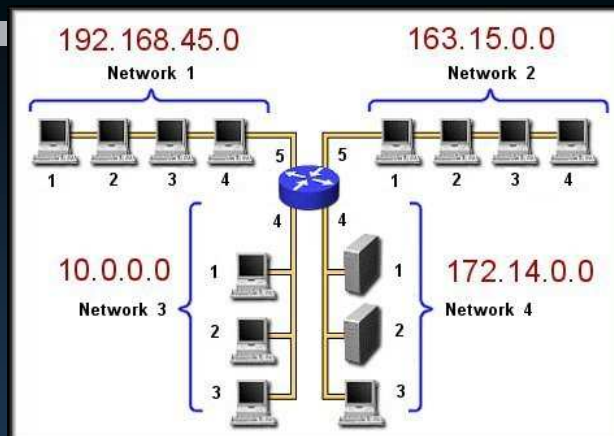 192.168.45.0
Network 1
163.15.0.0
Network 2
5 5
1 2 3 4
1 2 3 4
4 4
10.0.0.0
Network 3
1
2
3
1
2
3
172.14.0.0
Network 4